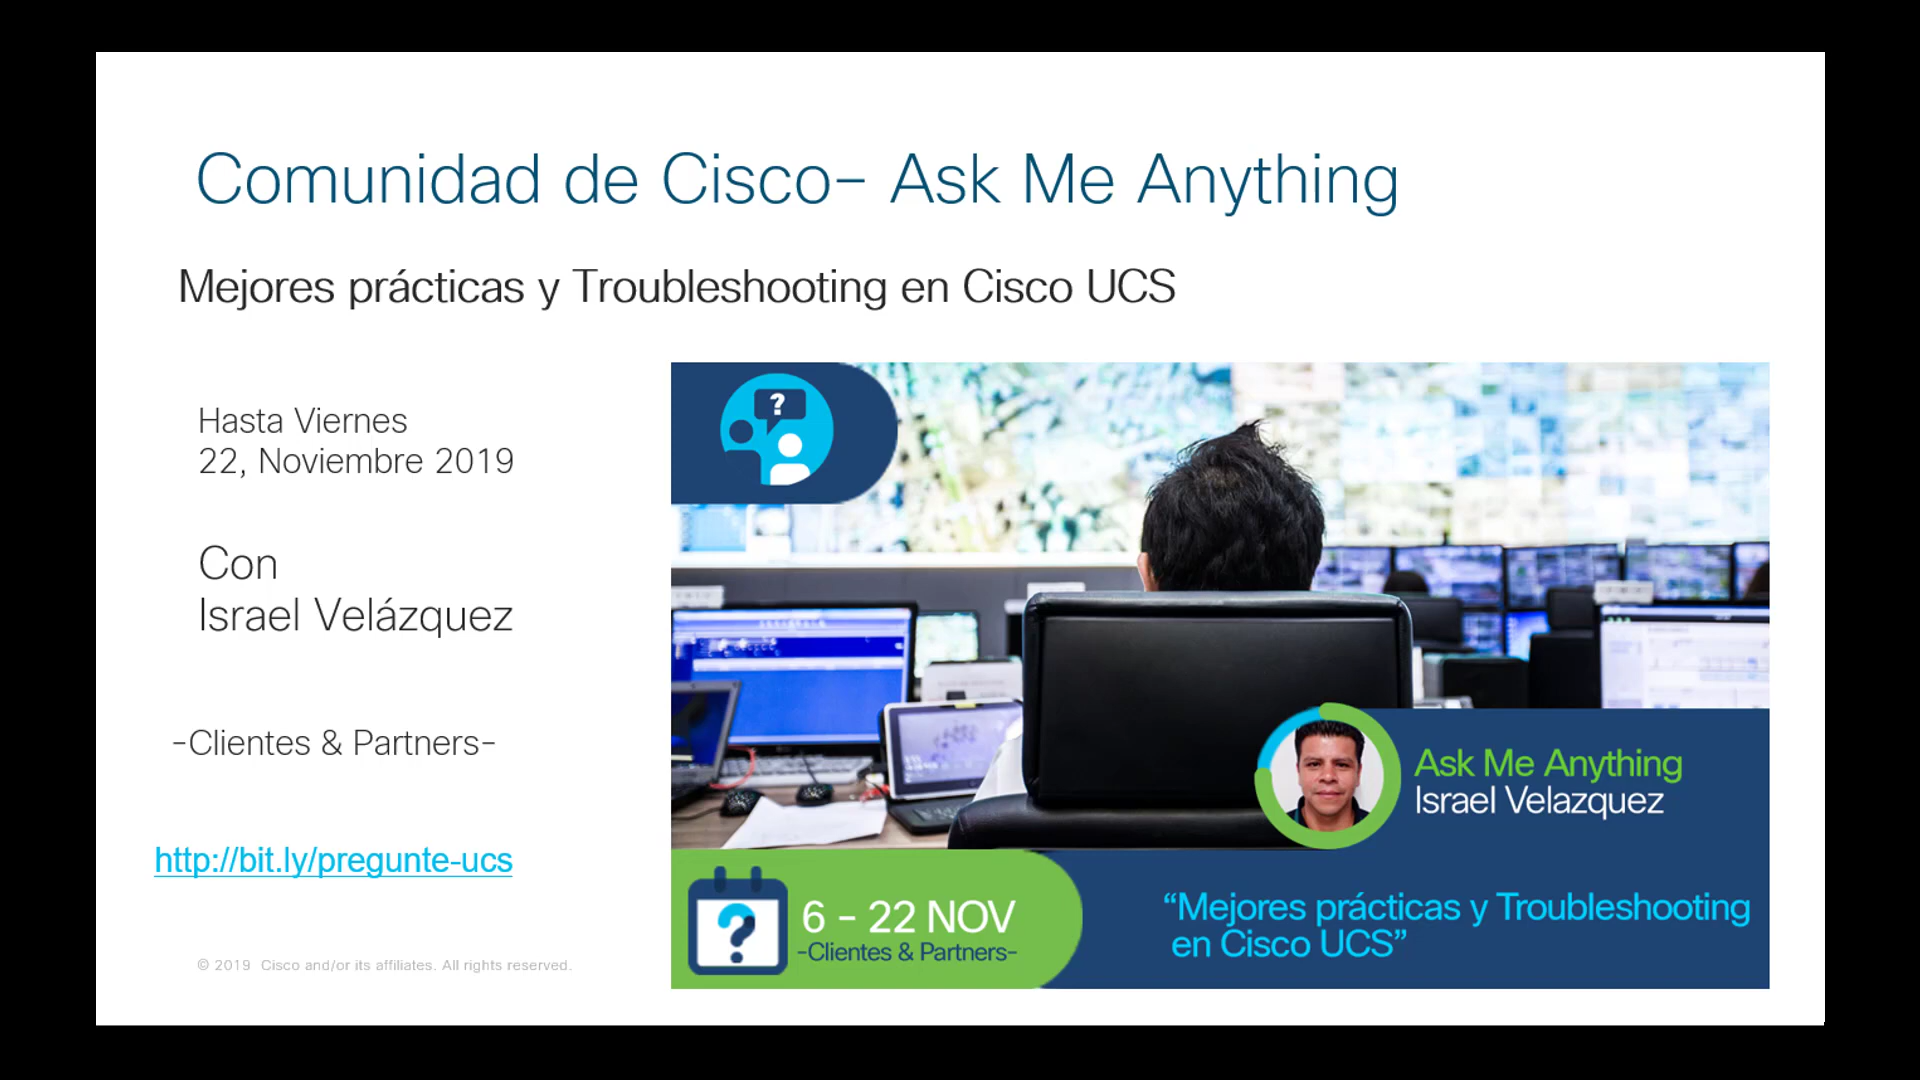 Comunidad de Cisco– Ask Me Anything
Mejores prácticas y Troubleshooting en Cisco UCS
Hasta Viernes
22, Noviembre 2019
Con
Israel Velázquez
-Clientes & Partners-
http://bit.ly/pregunte-ucs
© 2019 Cisco and/or its affiliates. All rights reserved.
?
Ask Me Anything
Israel Velazquez
?
6 - 22 NOV
-Clientes & Partners-
“Mejores prácticas y Troubleshooting
en Cisco UCS”